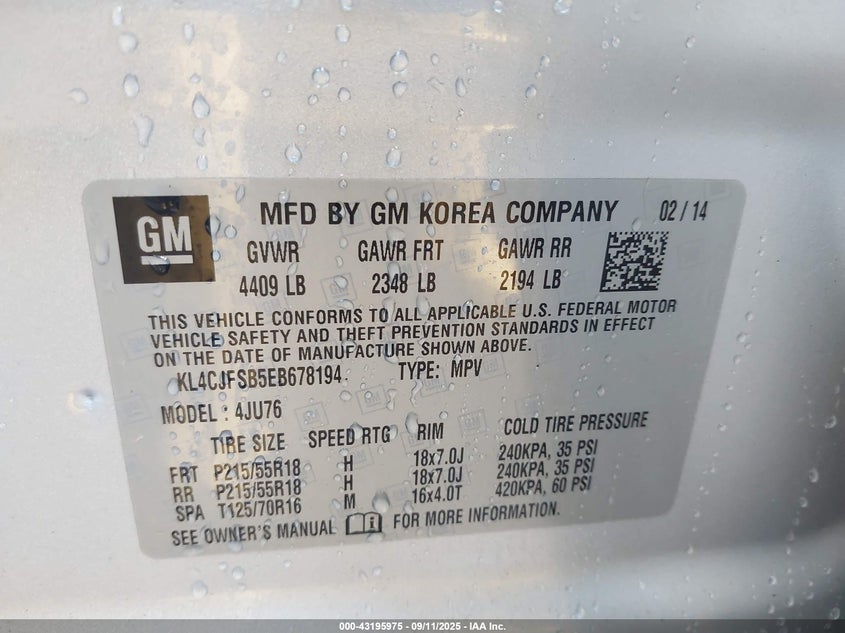 GM
MFD BY GM KOREA COMPANY 02 / 14
GVWR GAWR FRT GAWR RR
4409 LB 2348 LB 2194 LB
THIS VEHICLE CONFORMS TO ALL APPLICABLE U.S. FEDERAL MOTOR
VEHICLE SAFETY AND THEFT PREVENTION STANDARDS IN EFFECT
ON THE DATE OF MANUFACTURE SHOWN ABOVE.
KL4CJFSB5EB678194 TYPE: MPV
MODEL : 4JU76
TIRE SIZE SPEED RTG RIM COLD TIRE PRESSURE
FRT P215/55R18 H 18x7.0J 240KPA, 35 PSI
RR P215/55R18 H 18x7.0J 240KPA, 35 PSI
SPA T125/70R16 M 16x4.0T 420KPA, 60 PSI
SEE OWNER'S MANUAL FOR MORE INFORMATION.
000-43195975 - 09/11/2025 - IAA Inc.